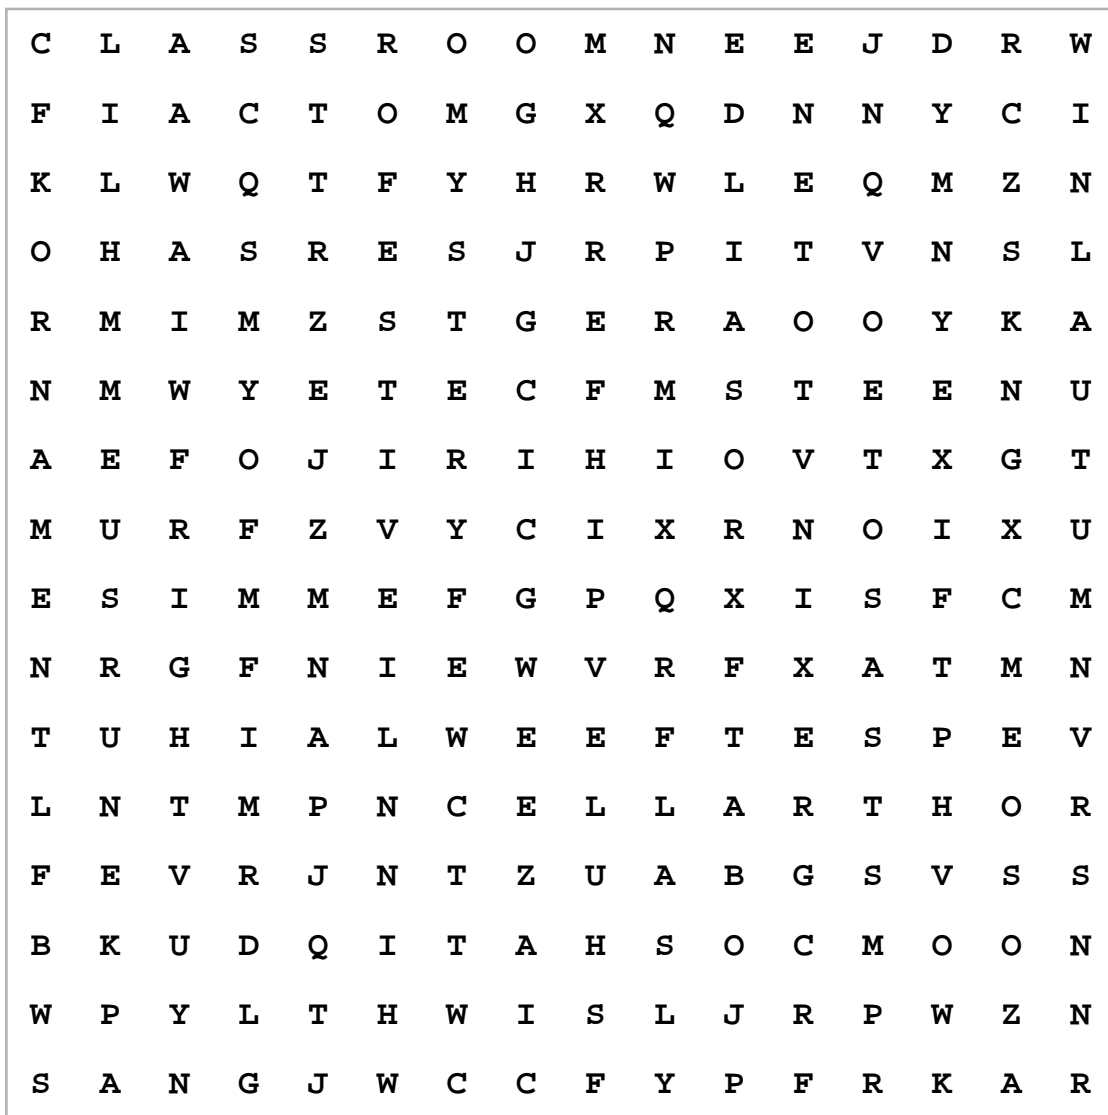 C L A S S R O O M N E E J D R W
F I A C T O M G X Q D N N Y C I
K L W Q T F Y H R W L E Q M Z N
O H A S R E S J R P I T V N S L
R M I M Z S T G E R A O O Y K A
N M W Y E T E C F M S T E E N U
A E F O J I R I H I O V T X G T
M U R F Z V Y C I X R N O I X U
E S I M M E F G P Q X I S F C M
N R G F N I E W V R F X A T M N
T U H I A L W E E F T E S P E V
L N T M P N C E L L A R T H O R
F E V R J N T Z U A B G S V S S
B K U D Q I T A H S O C M O O N
W P Y L T H W I S L J R P W Z N
S A N G J W C C F Y P F R K A R